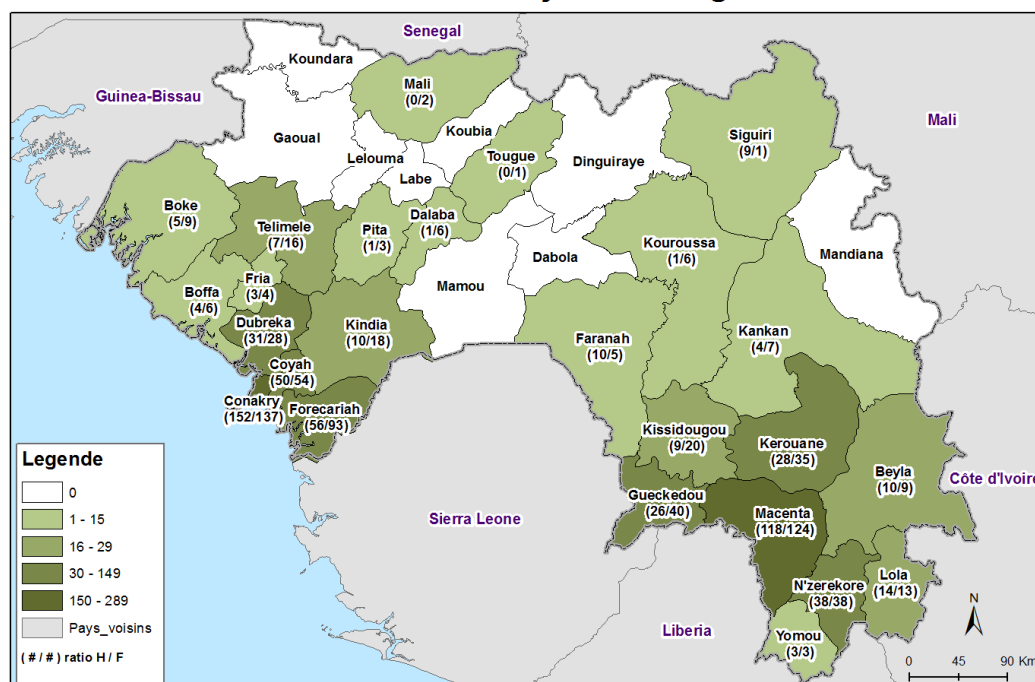 Senegal
Koundara
Mali
(0/2)
Guinea-Bissau
Koubia
Mali
Gaoual
Siguiri
(9/1)
Lelouma
Tougue
(0/1)
Dinguiraye
Labe
Boke
(5/9)
Dalaba
(1/6)
Telimele
(7/16)
Pita
(1/3)
Kouroussa
(1/6)
Mandiana
Dabola
Fria
(3/4)
Mamou
Boffa
(4/6)
Dubreka
(31/28)
Kindia
(10/18)
Kankan
(4/7)
Faranah
(10/5)
Coyah
(50/54)
Conakry
(152/137)
Forecariah
(56/93)
Kissidougou
(9/20)
Kerouane
(28/35)
Beyla
(10/9)
Côte d'Ivoire
Gueckedou
(26/40)
Macenta
(118/124)
Sierra Leone
N'zerekore
(38/38)
Lola
(14/13)
Liberia
Yomou
(3/3)
Legende
0
1 - 15
16 - 29
30 - 149
150 - 289
Pays_voisins
( # / # ) ratio H / F
N
0 45 90 Km